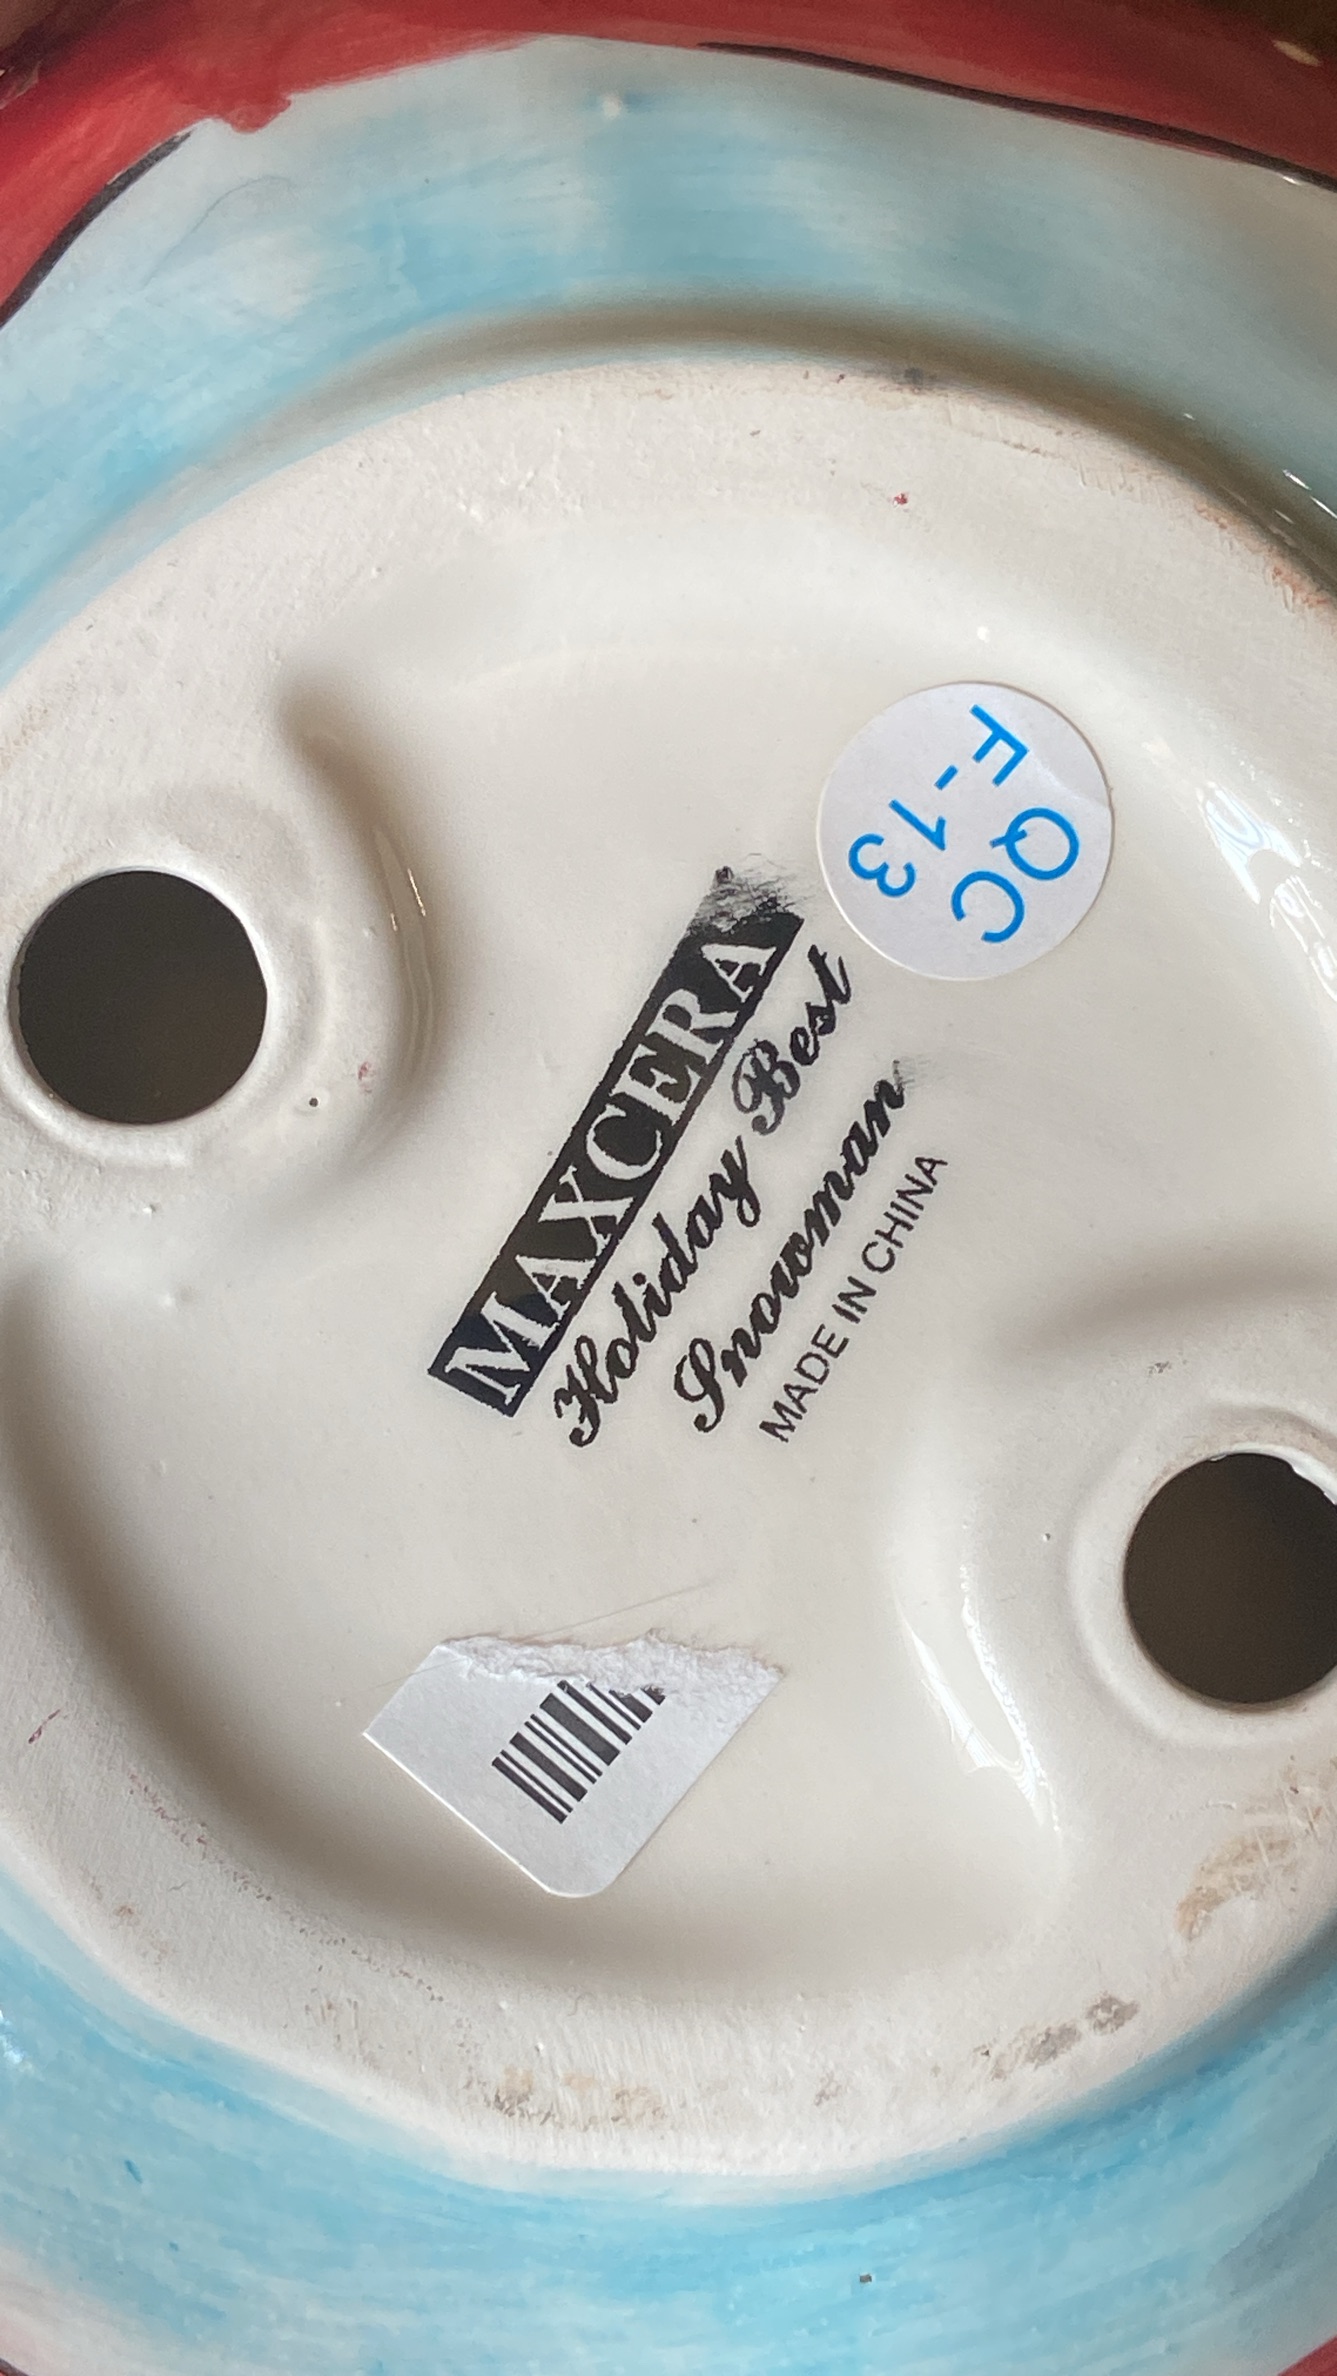 MAXCERA
Holiday Best
Snowman
MADE IN CHINA
QC
F-13